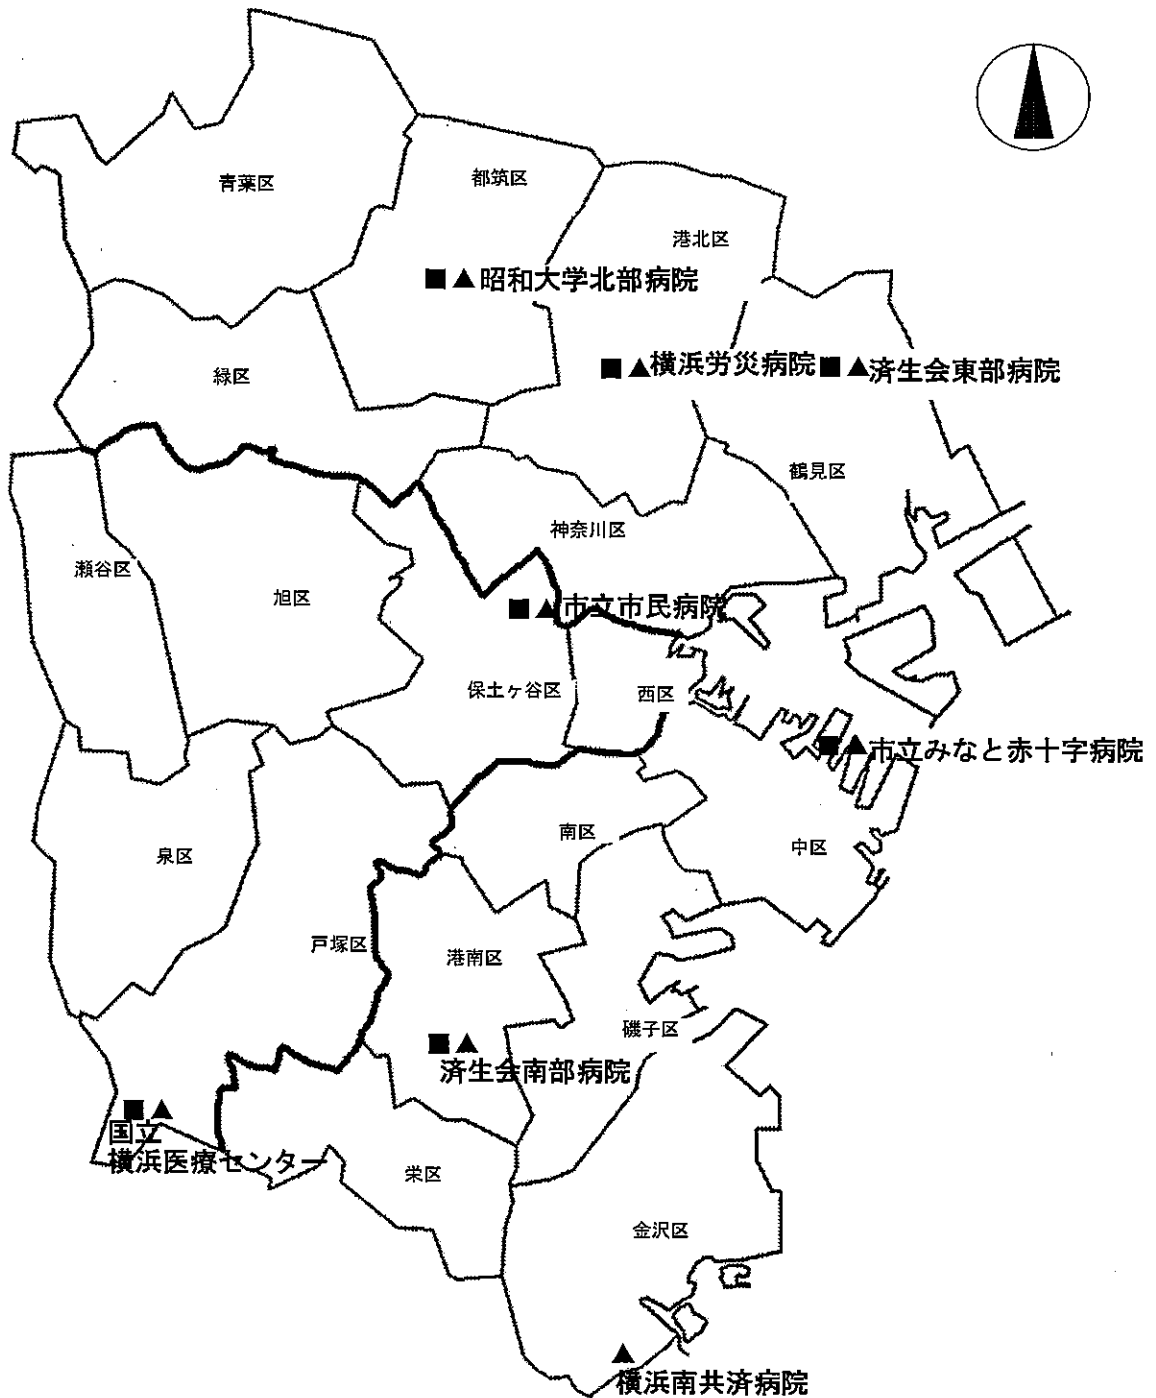 青葉区
都筑区
港北区
■▲昭和大学北部病院
■▲横浜労災病院
■▲済生会東部病院
緑区
鶴見区
神奈川区
瀬谷区
旭区
■▲市立市民病院
保土ヶ谷区
西区
■▲市立みなと赤十字病院
南区
中区
泉区
戸塚区
港南区
磯子区
■▲
済生会南部病院
■▲
国立
横浜医療センター
栄区
金沢区
▲
横浜南共済病院